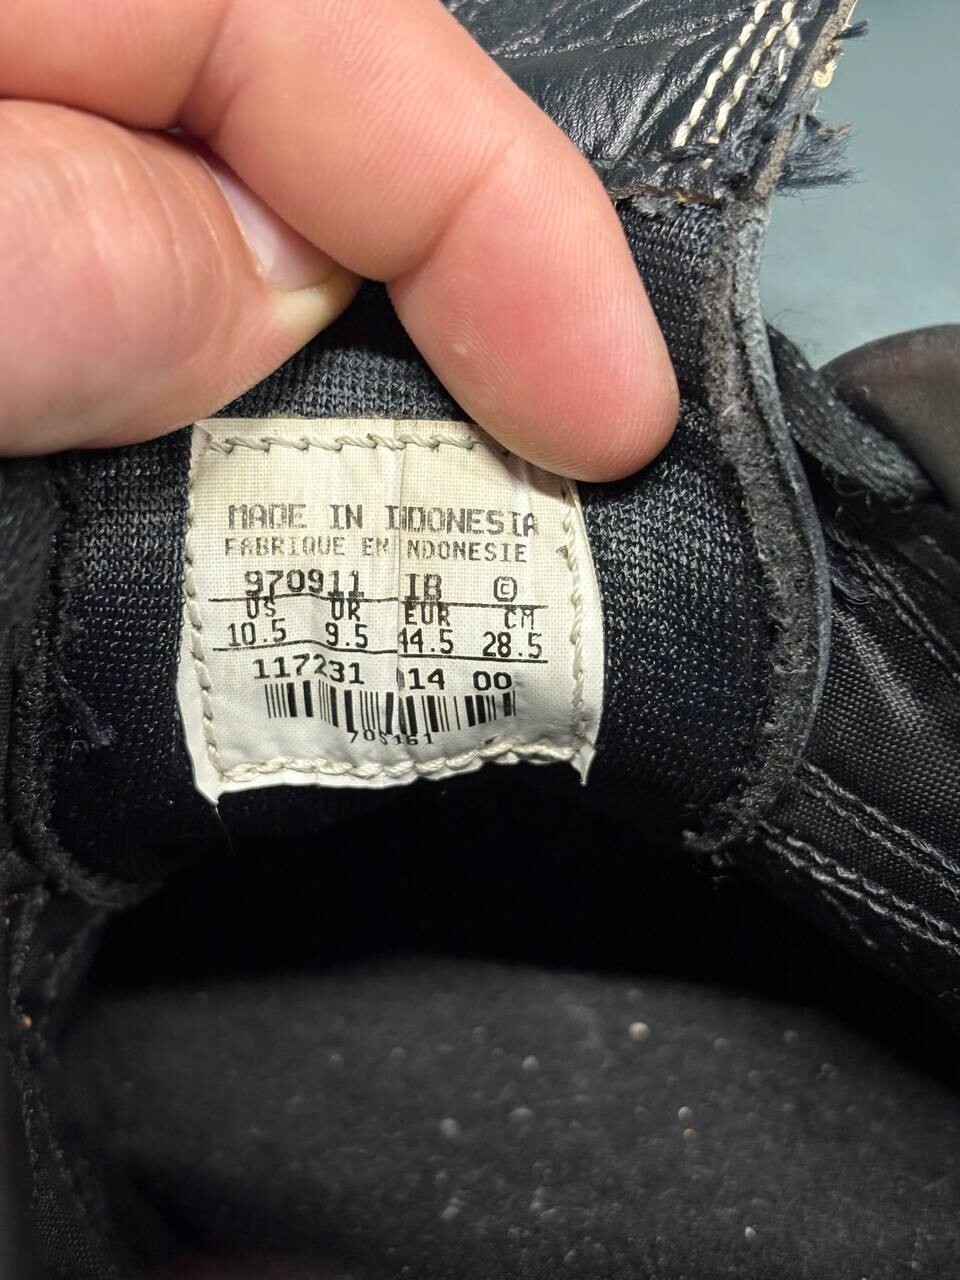 MADE IN INDONESIA
FABRIQUE EN INDONESIE
970911 IB ©
US UK EUR CM
10.5 9.5 44.5 28.5
117231 014 00